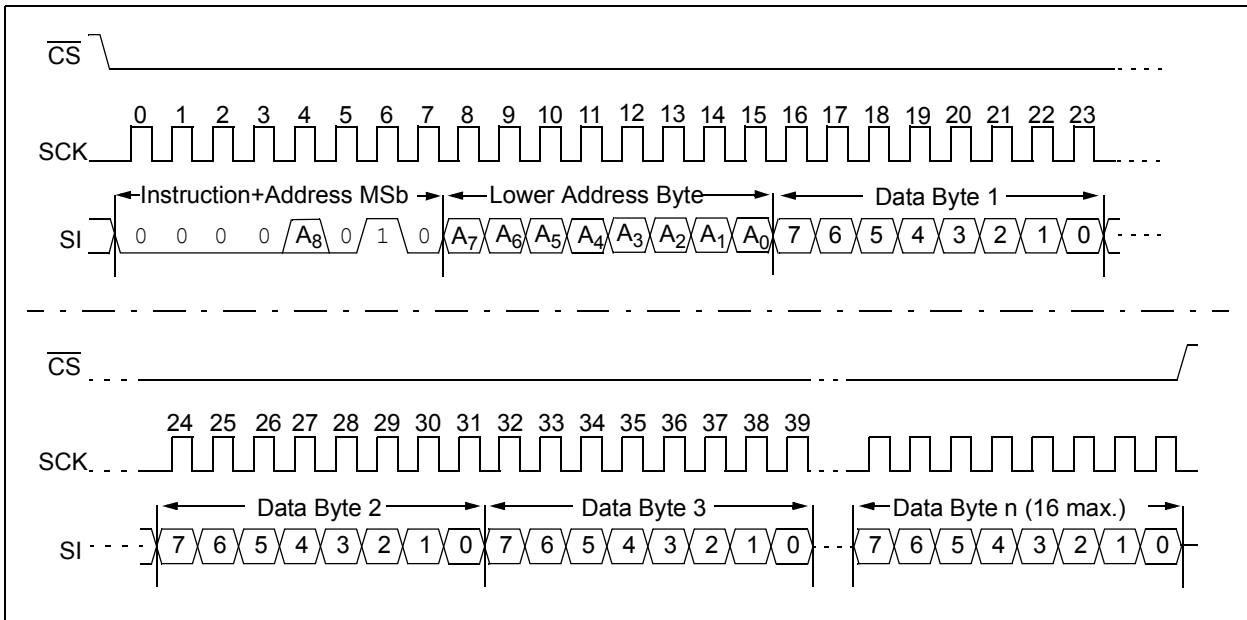 CS
0 1 2 3 4 5 6 7 8 9 10 11 12 13 14 15 16 17 18 19 20 21 22 23
SCK
Instruction+Address MSb Lower Address Byte Data Byte 1
SI 0 0 0 0 A8 0 1 0 A7 A6 A5 A4 A3 A2 A1 A0 7 6 5 4 3 2 1 0
CS
24 25 26 27 28 29 30 31 32 33 34 35 36 37 38 39
SCK
Data Byte 2 Data Byte 3 Data Byte n (16 max.)
SI 7 6 5 4 3 2 1 0 7 6 5 4 3 2 1 0 7 6 5 4 3 2 1 0